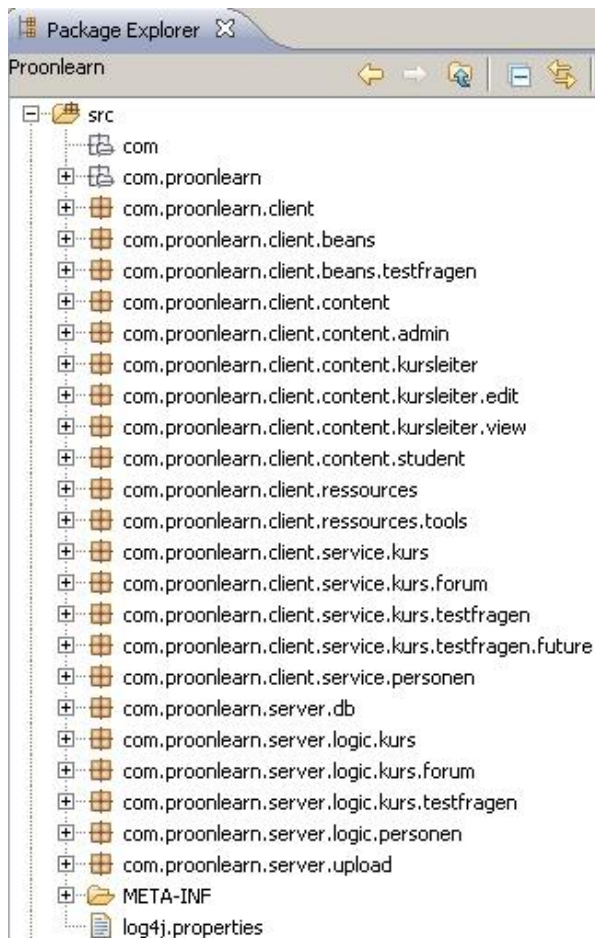 Package Explorer
Proonlearn
src
com
com.proonlearn
com.proonlearn.client
com.proonlearn.client.beans
com.proonlearn.client.beans.testfragen
com.proonlearn.client.content
com.proonlearn.client.content.admin
com.proonlearn.client.content.kursleiter
com.proonlearn.client.content.kursleiter.edit
com.proonlearn.client.content.kursleiter.view
com.proonlearn.client.content.student
com.proonlearn.client.ressources
com.proonlearn.client.ressources.tools
com.proonlearn.client.service.kurs
com.proonlearn.client.service.kurs.forum
com.proonlearn.client.service.kurs.testfragen
com.proonlearn.client.service.kurs.testfragen.future
com.proonlearn.client.service.personen
com.proonlearn.server.db
com.proonlearn.server.logic.kurs
com.proonlearn.server.logic.kurs.forum
com.proonlearn.server.logic.kurs.testfragen
com.proonlearn.server.logic.personen
com.proonlearn.server.upload
META-INF
log4j.properties